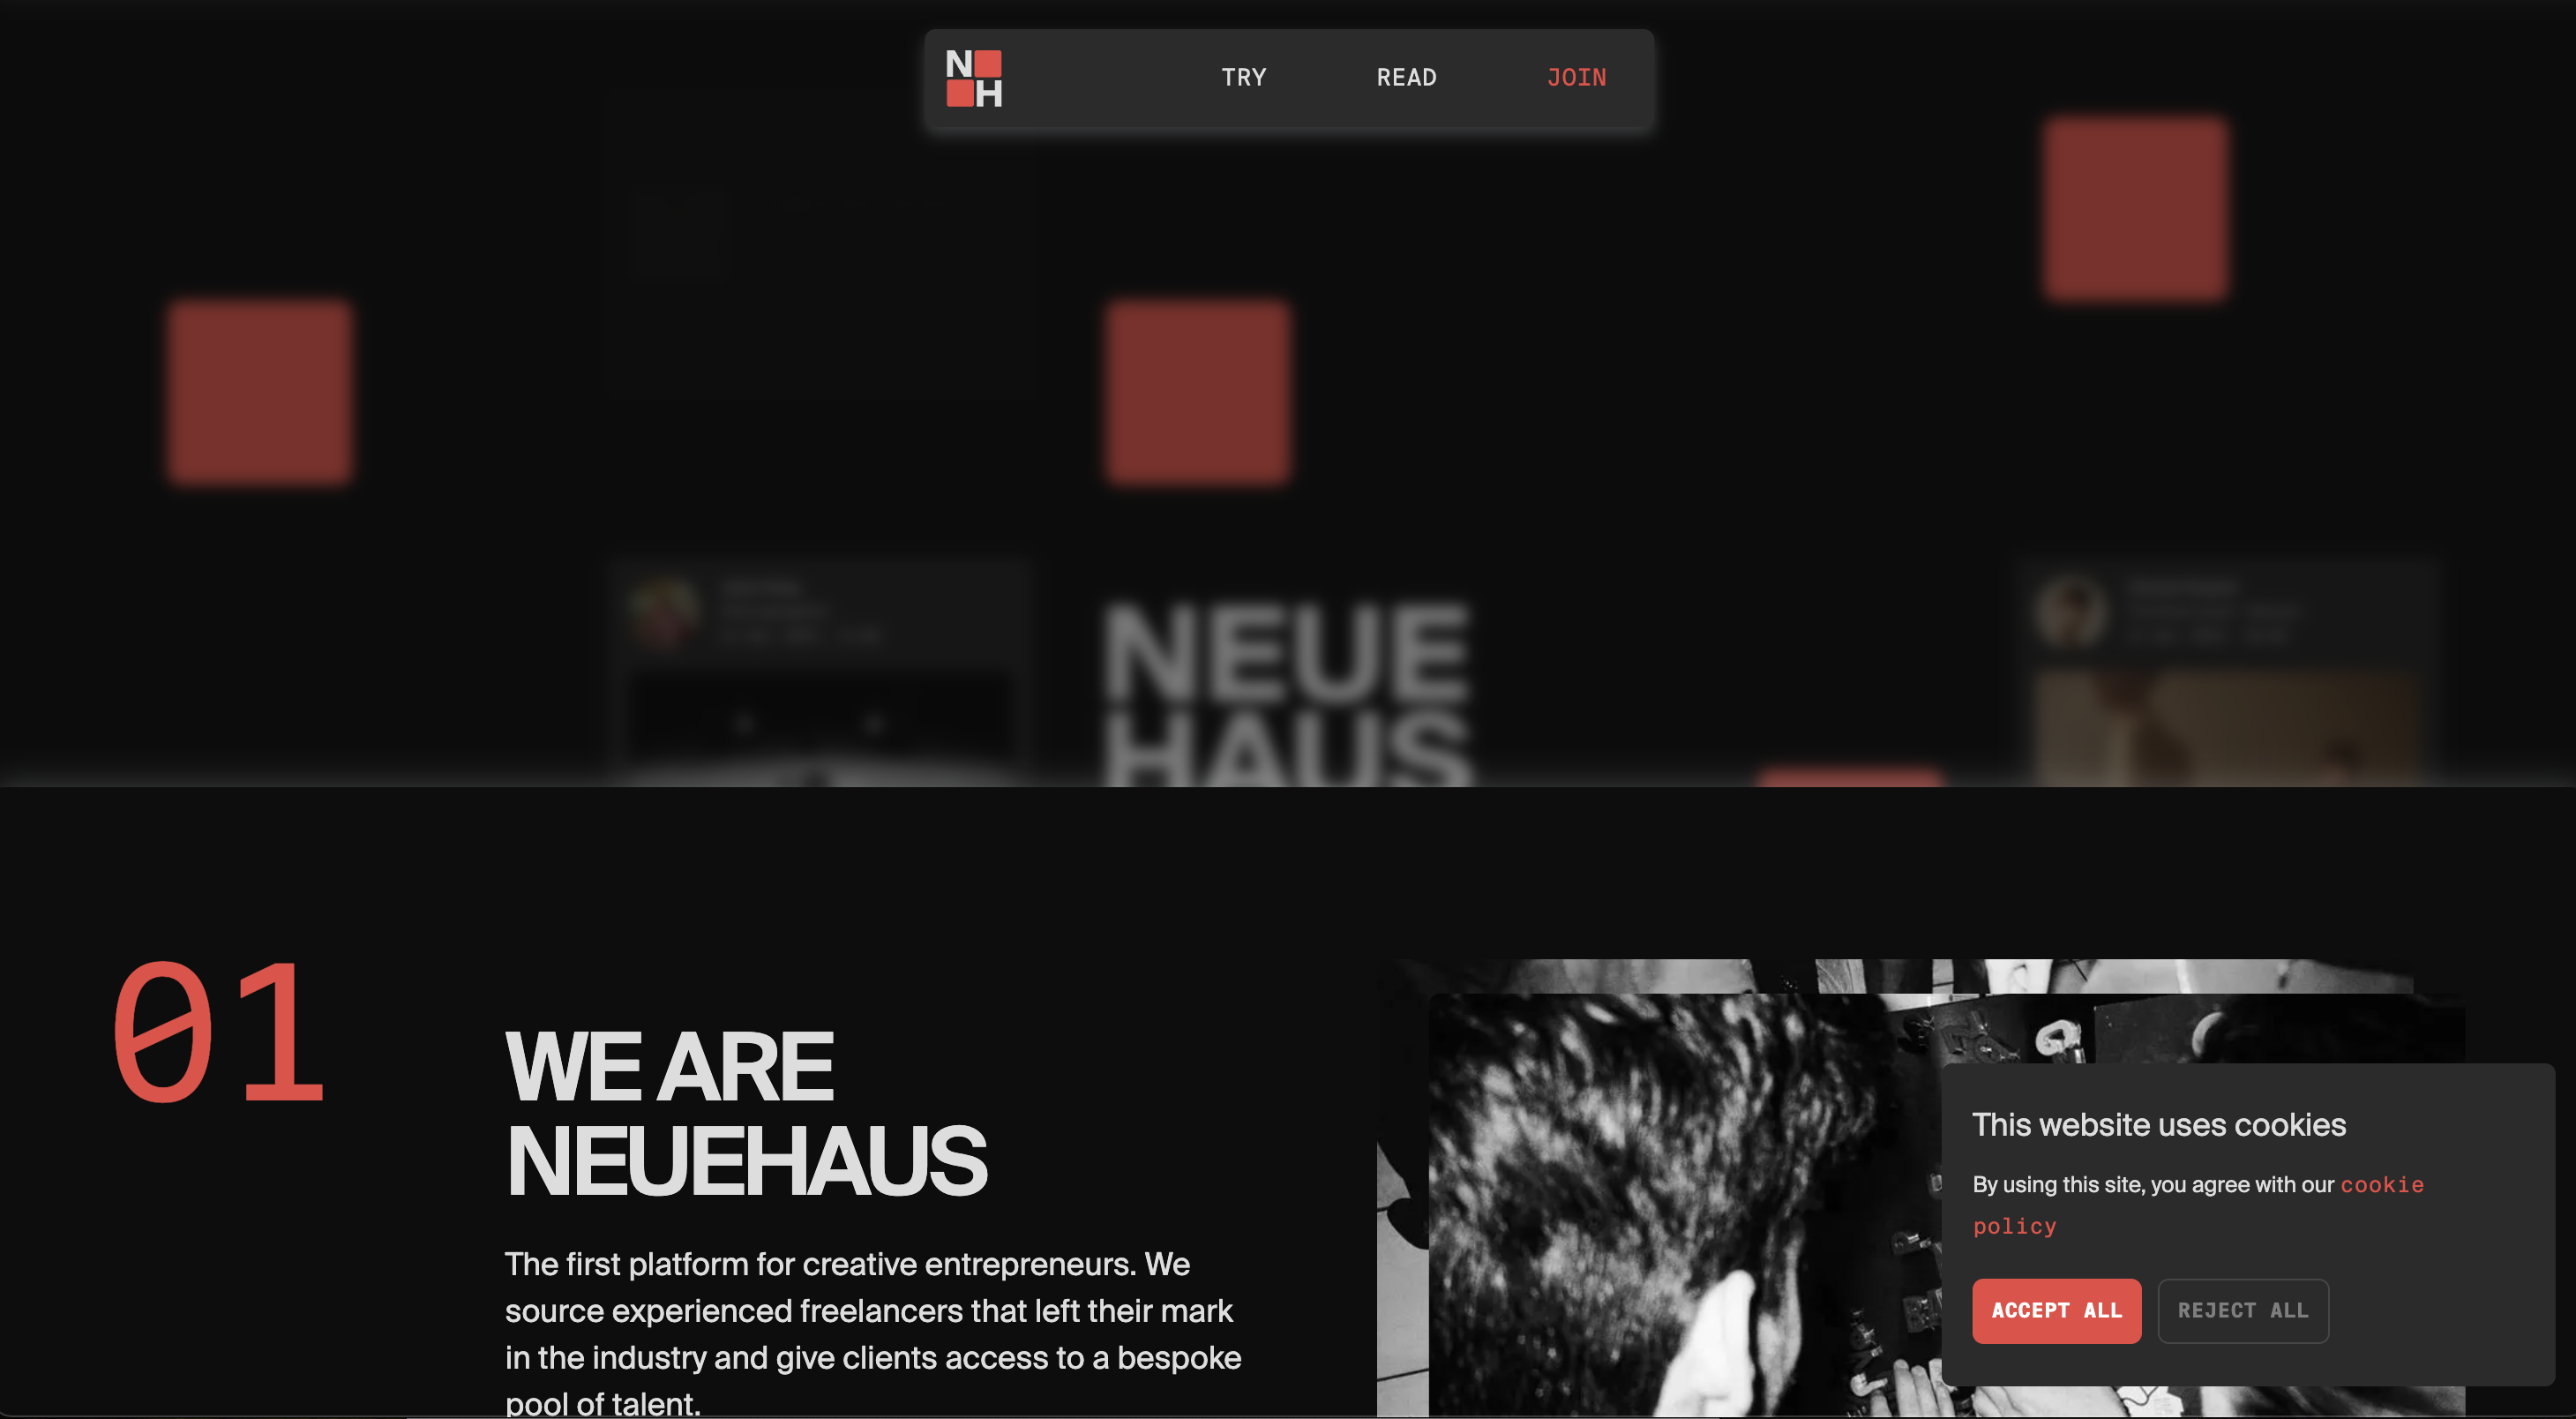 N
H
TRY READ JOIN
NEUE
HAUS
01
WE ARE
NEUEHAUS
The first platform for creative entrepreneurs. We
source experienced freelancers that left their mark
in the industry and give clients access to a bespoke
pool of talent.
This website uses cookies
By using this site, you agree with our cookie
policy
ACCEPT ALL REJECT ALL